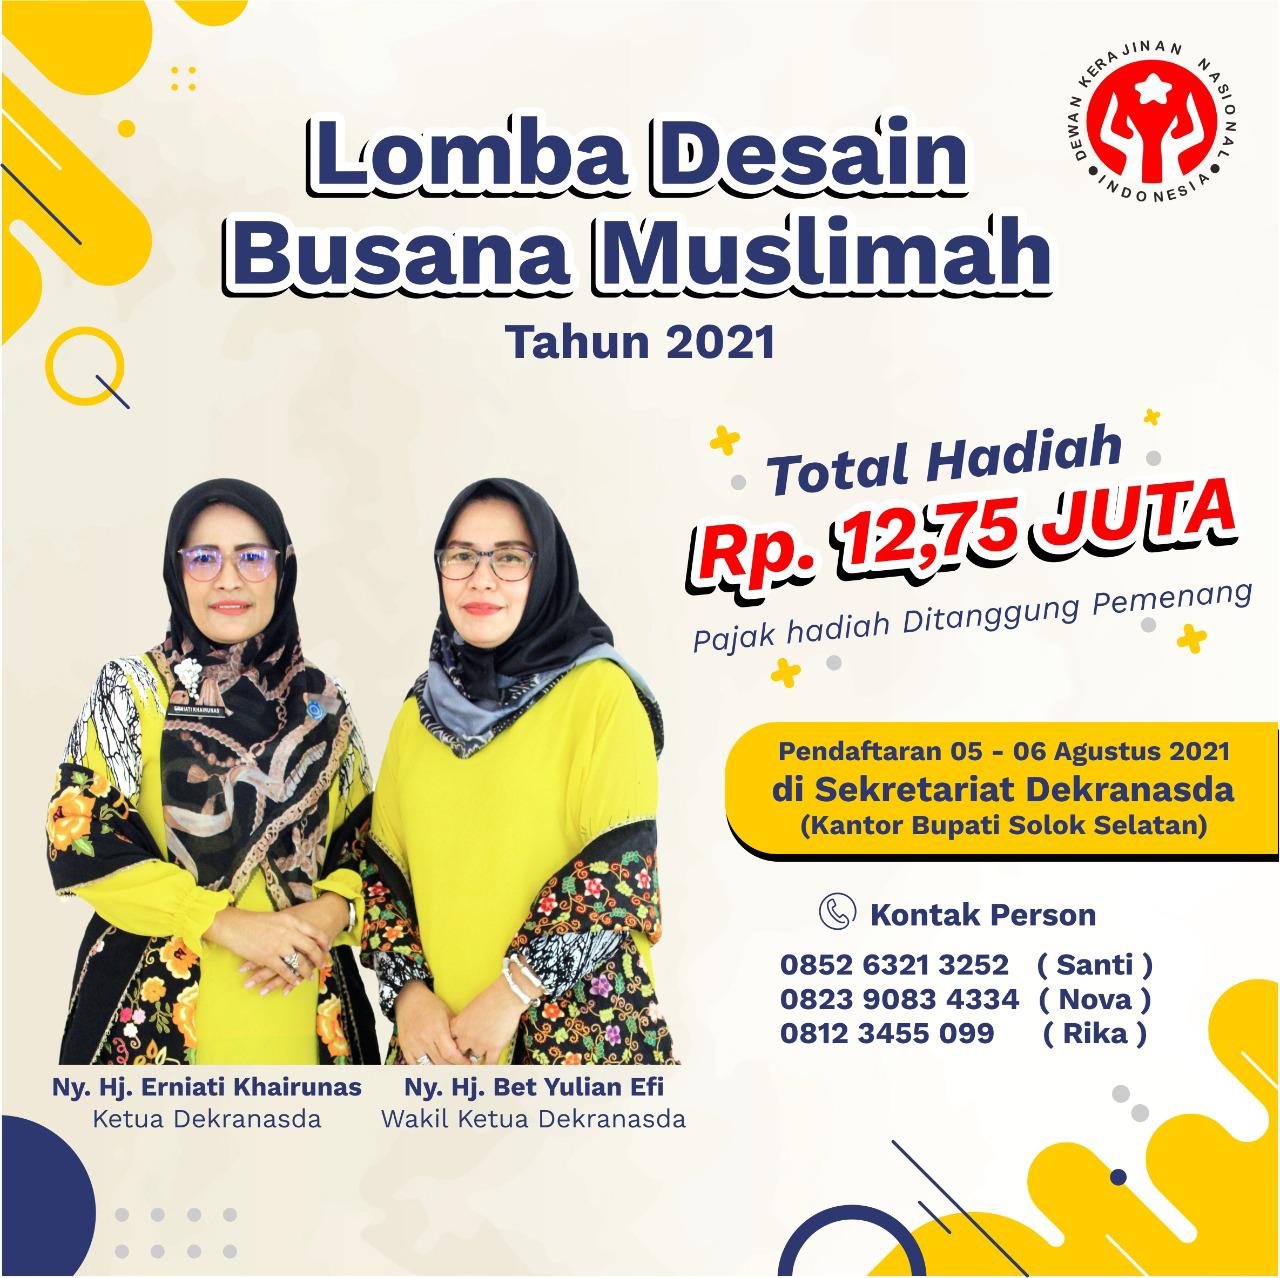 DEWAN KERAJINAN NASIONAL
INDONESIA
Lomba Desain
Busana Muslimah
Tahun 2021
Total Hadiah
Rp. 12,75 JUTA
Pajak hadiah Ditanggung Pemenang
Pendaftaran 05 - 06 Agustus 2021
di Sekretariat Dekranasda
(Kantor Bupati Solok Selatan)
Kontak Person
0852 6321 3252 ( Santi )
0823 9083 4334 ( Nova )
0812 3455 099 ( Rika )
ERNIATI KHAIRUNAS
Ny. Hj. Erniati Khairunas
Ketua Dekranasda
Ny. Hj. Bet Yulian Efi
Wakil Ketua Dekranasda